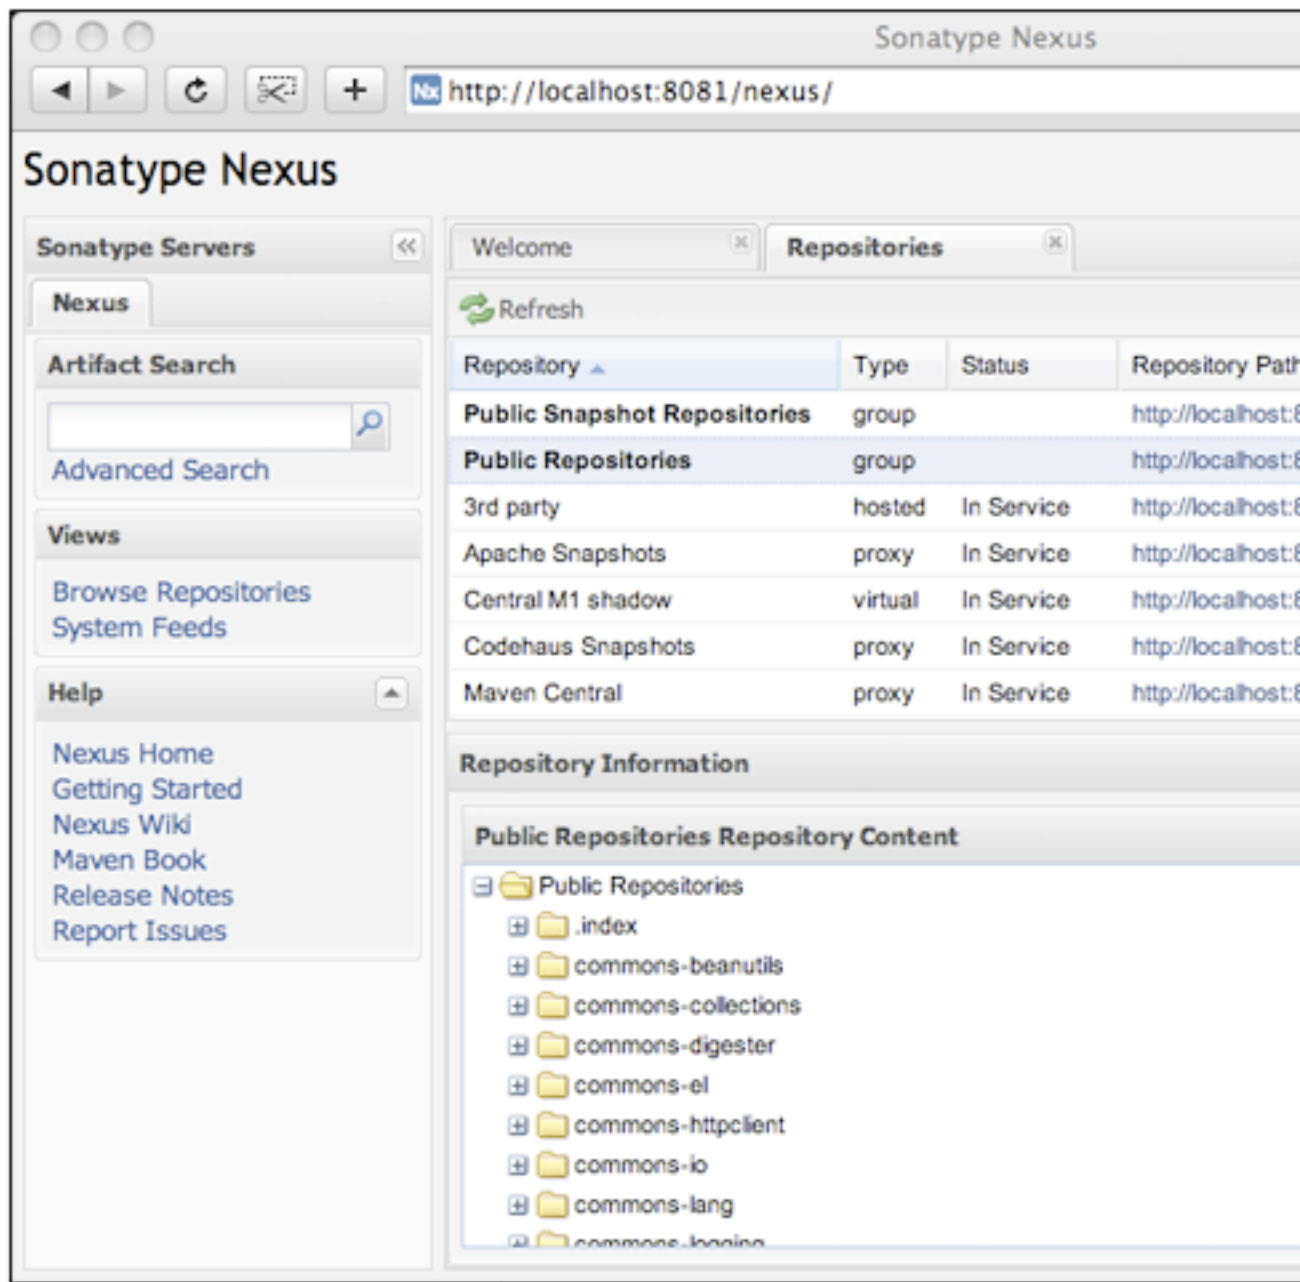 Sonatype Nexus
Nx http://localhost:8081/nexus/
Sonatype Nexus
Sonatype Servers
Nexus
Artifact Search
Advanced Search
Views
Browse Repositories
System Feeds
Help
Nexus Home
Getting Started
Nexus Wiki
Maven Book
Release Notes
Report Issues
Welcome Repositories
Refresh
Repository Type Status Repository Path
Public Snapshot Repositories group http://localhost:8
Public Repositories group http://localhost:8
3rd party hosted In Service http://localhost:8
Apache Snapshots proxy In Service http://localhost:8
Central M1 shadow virtual In Service http://localhost:8
Codehaus Snapshots proxy In Service http://localhost:8
Maven Central proxy In Service http://localhost:8
Repository Information
Public Repositories Repository Content
Public Repositories
.index
commons-beanutils
commons-collections
commons-digester
commons-el
commons-httpclient
commons-io
commons-lang
commons-logging